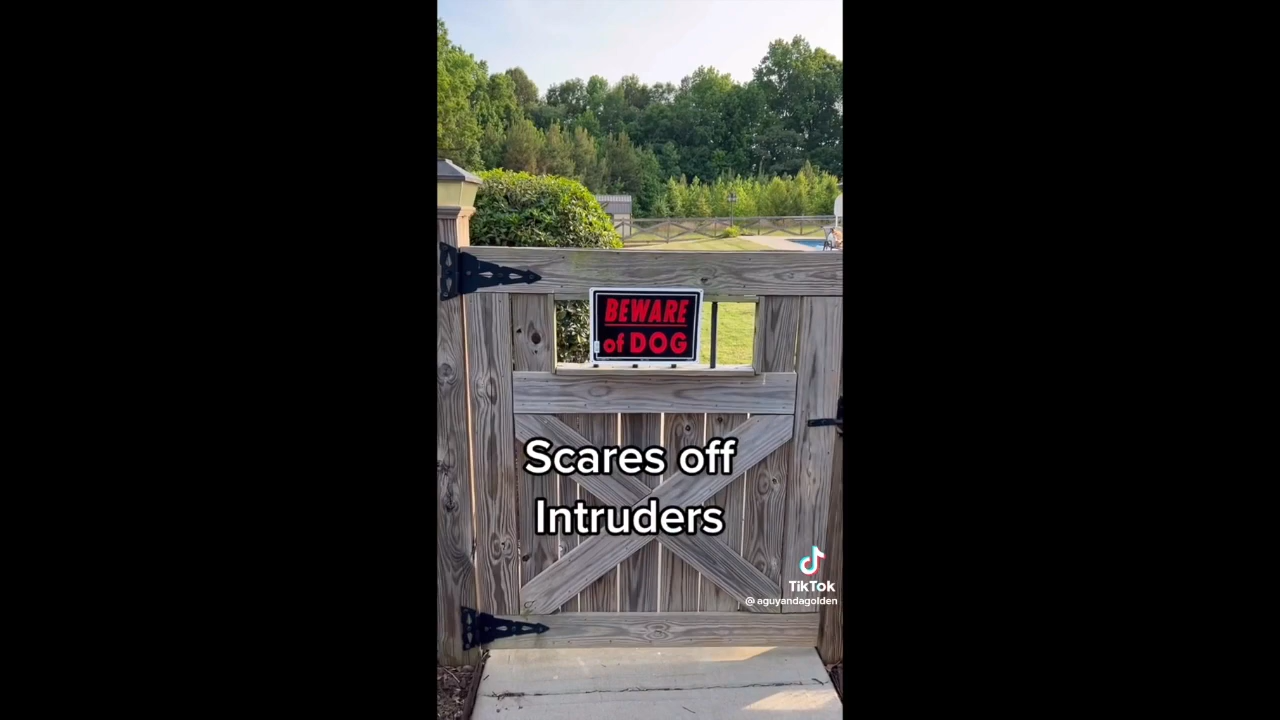 BEWARE
of DOG
Scares off
Intruders
TikTok
@ aguyandagolden